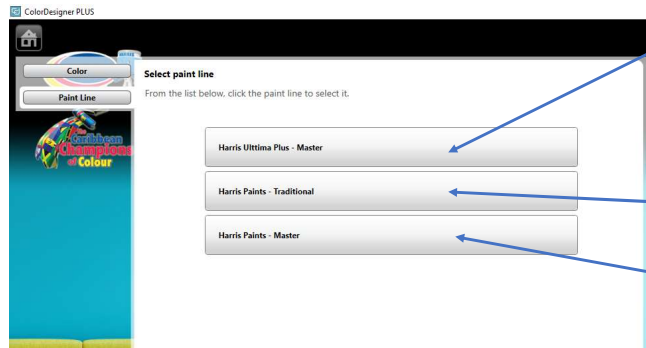 ColorDesigner PLUS
Color
Paint Line
Select paint line
From the list below, click the paint line to select it.
The
Caribbean
Champions
of Colour
Harris Ulttima Plus - Master
Harris Paints - Traditional
Harris Paints - Master